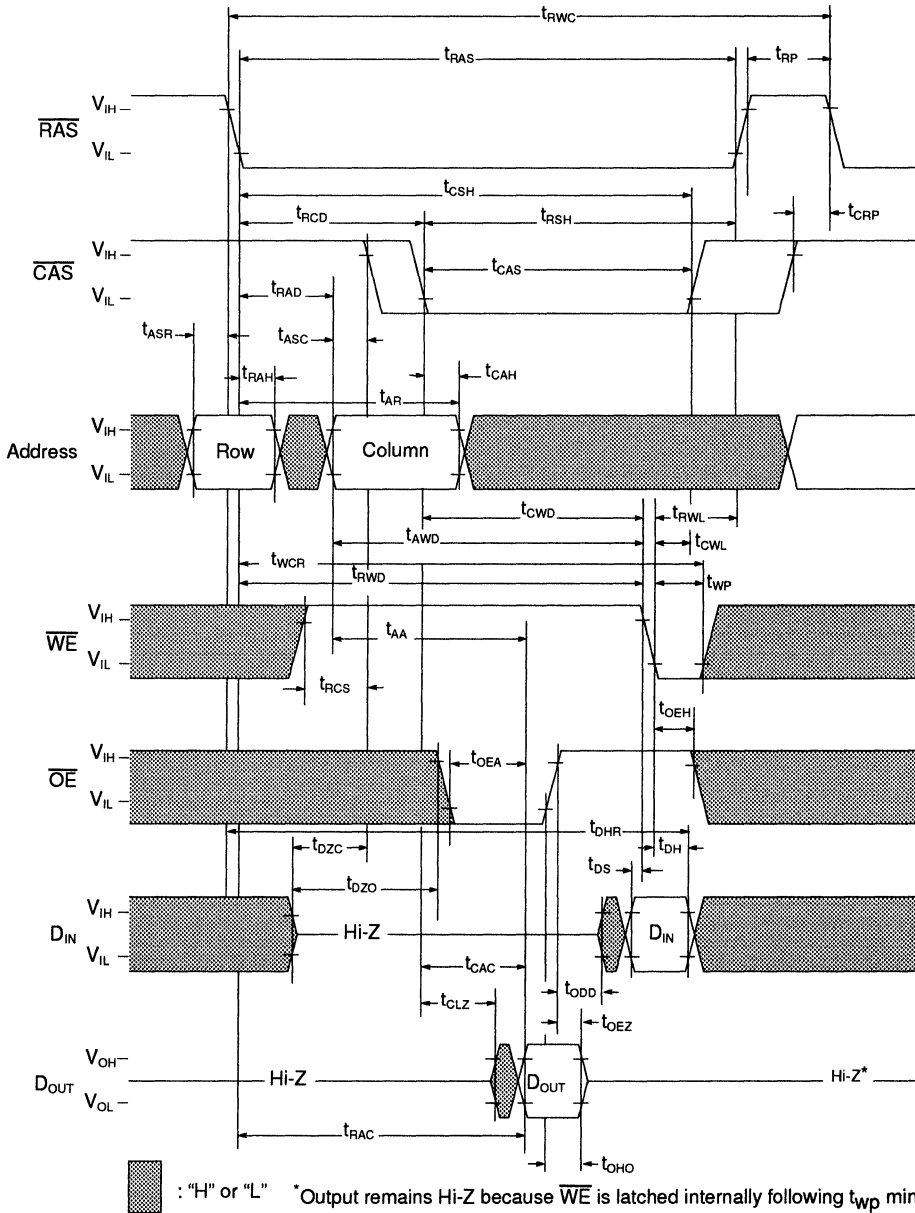 tRWC
tRAS
tRP
VIH
RAS
VIL
tCSH
tRCD
tRSH
tCRP
VIH
CAS
tCAS
VIL
tRAD
tASR
tASC
tRAH
tCAH
tAR
VIH
Address
Row
Column
VIL
tCWD
tRWL
tAWD
tCWL
tWCR
tRWD
tWP
VIH
WE
tAA
VIL
tRCS
tOEH
VIH
OE
tOEA
VIL
tDHR
tDZC
tDH
tDS
tDZO
VIH
DIN
Hi-Z
DIN
VIL
tCAC
tODD
tCLZ
tOEZ
VOH
DOUT
Hi-Z
DOUT
Hi-Z*
VOL
tRAC
tOHO
: “H” or “L”
*Output remains Hi-Z because WE is latched internally following twp min